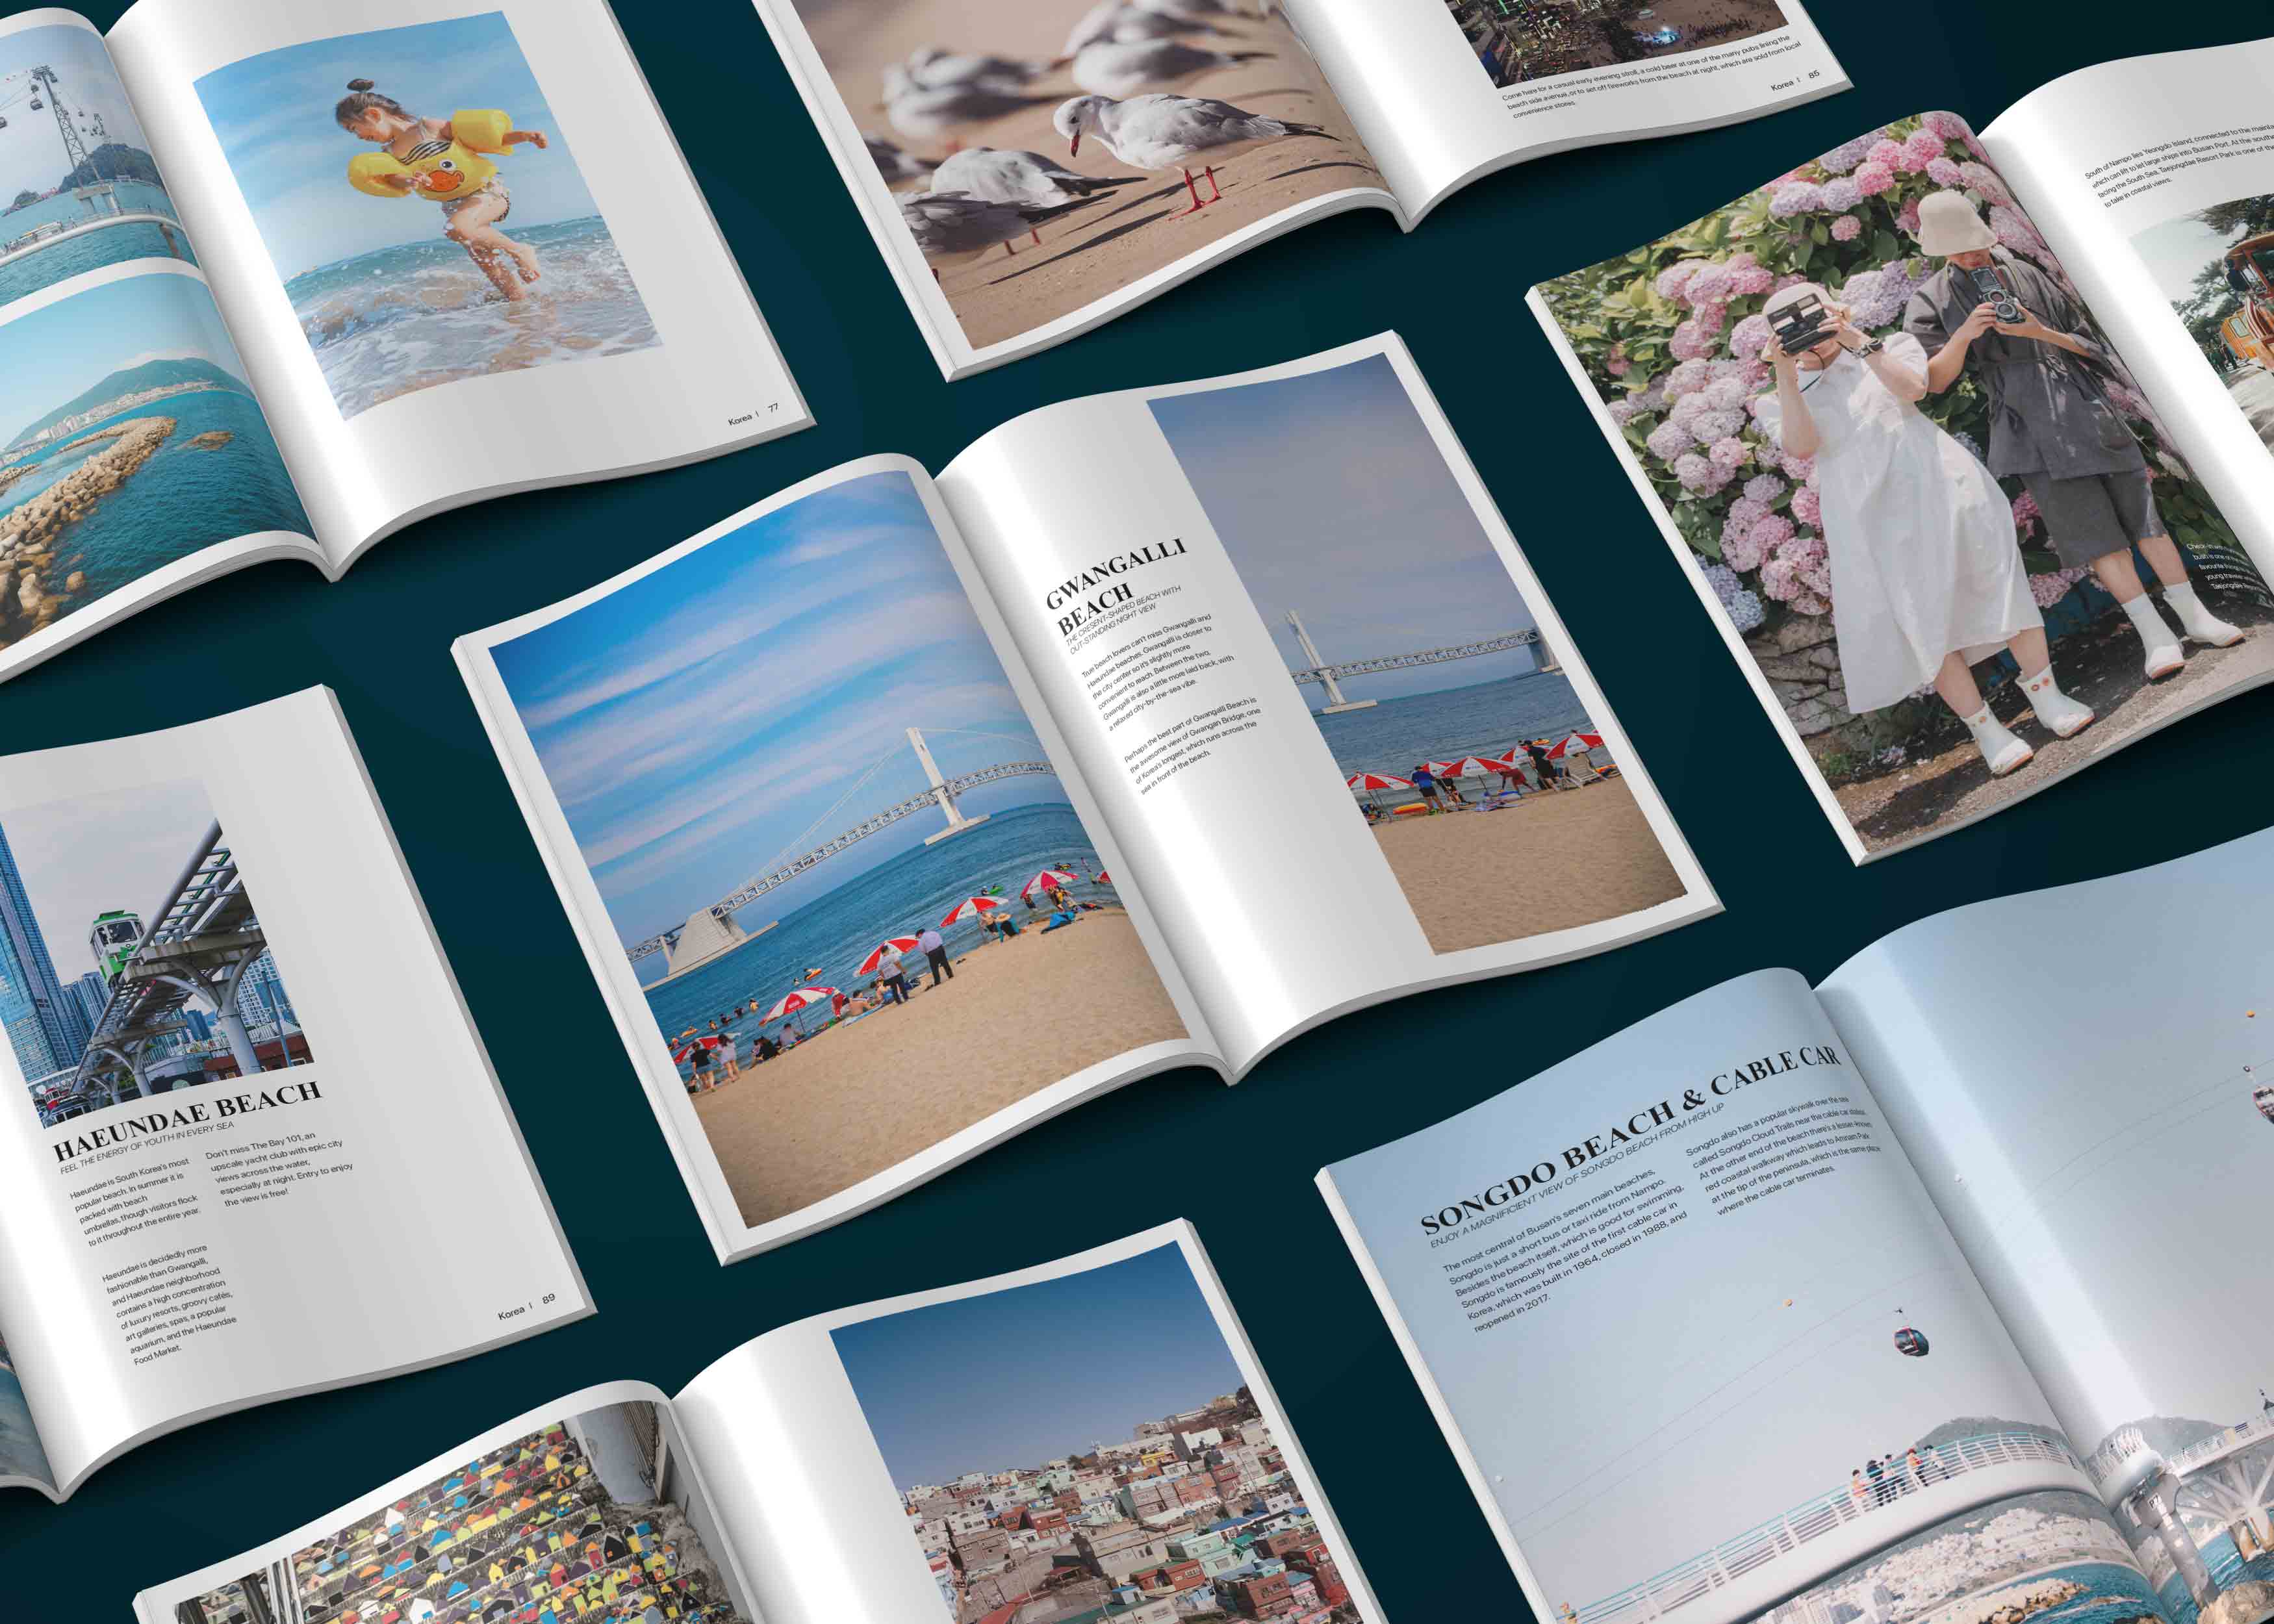 Korea | 77
Come here for a casual early evening stroll, a cold beer at one of the many pubs lining the
beach side avenue, or to set off fireworks from the beach at night, which are sold from local
convenience stores.
Korea | 85
South of Nampo lies Yeongdo Island, connected to the
which can lift to let large ships into Busan Port. At the
facing the South Sea, Taejongdae Resort Park is one of the
to take in coastal views.
bush is one of
favourite
young
Taejongdae
GWANGALLI
BEACH
THE CRESENT-SHAPED BEACH WITH
OUT-STANDING NIGHT VIEW
True beach lovers can't miss Gwangalli and
Haeundae beaches. Gwangalli is closer to
the city center so it's slightly more
convenient to reach. Between the two,
Gwangalli is also a little more laid back, with
a relaxed city-by-the-sea vibe.
Perhaps the best part of Gwangalli Beach is
the awesome view of Gwangan Bridge, one
of Korea's longest, which runs across the
sea in front of the beach.
HAEUNDAE BEACH
FEEL THE ENERGY OF YOUTH IN EVERY SEA
Haeundae is South Korea's most
popular beach. In summer it is
packed with beach
umbrellas, though visitors flock
to it throughout the entire year.
Haeundae is decidedly more
fashionable than Gwangalli,
and Haeundae neighborhood
contains a high concentration
of luxury resorts, groovy cafés,
art galleries, spas, a popular
aquarium, and the Haeundae
Food Market.
Don't miss The Bay 101, an
upscale yacht club with epic city
views across the water,
especially at night. Entry to enjoy
the view is free!
Korea | 89
SONGDO BEACH & CABLE CAR
ENJOY A MAGNIFICIENT VIEW OF SONGDO BEACH FROM HIGH UP
The most central of Busan's seven main beaches,
Songdo is just a short bus or taxi ride from Nampo.
Besides the beach itself, which is good for swimming,
Songdo is famously the site of the first cable car in
Korea, which was built in 1964, closed in 1988, and
reopened in 2017.
Songdo also has a popular skywalk over the sea
called Songdo Cloud Trails near the cable car station.
At the other end of the beach there's a lesser-known
red coastal walkway which leads to Amnam Park
at the tip of the peninsula, which is the same place
where the cable car terminates.